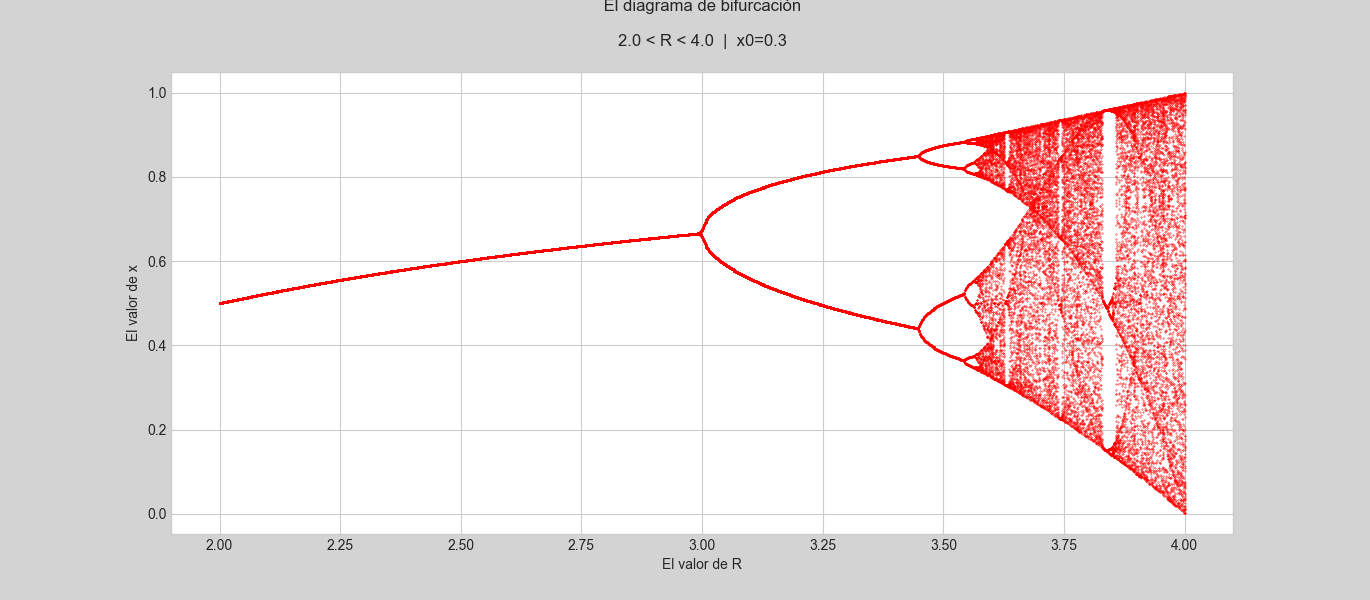 El diagrama de bifurcación
2.0 < R < 4.0 | x0=0.3
El valor de x
1.0
0.8
0.6
0.4
0.2
0.0
2.00 2.25 2.50 2.75 3.00 3.25 3.50 3.75 4.00
El valor de R